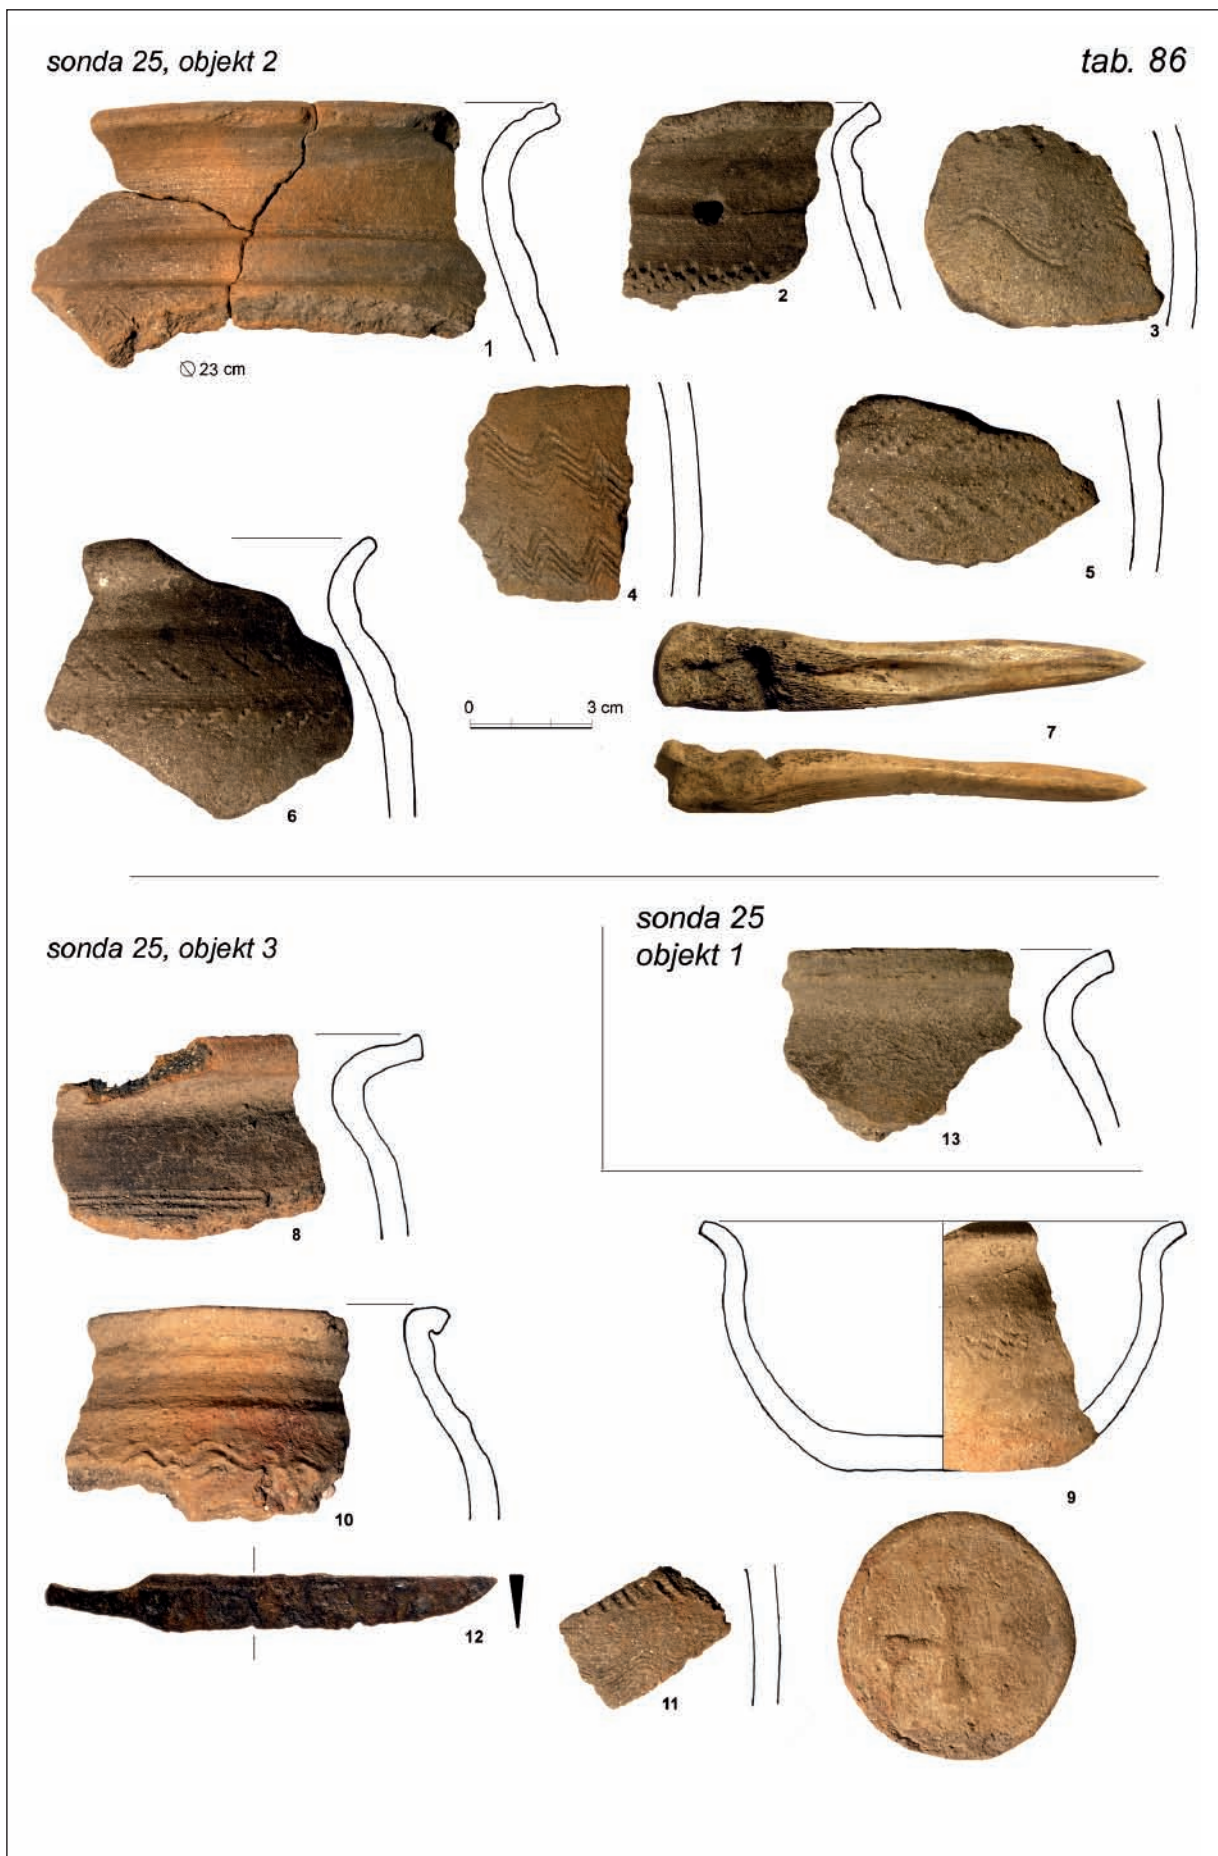 sonda 25, objekt 2
tab. 86
1
⌀ 23 cm
2
3
4
5
6
0 3 cm
7
sonda 25, objekt 3
sonda 25
objekt 1
13
8
9
10
12
11